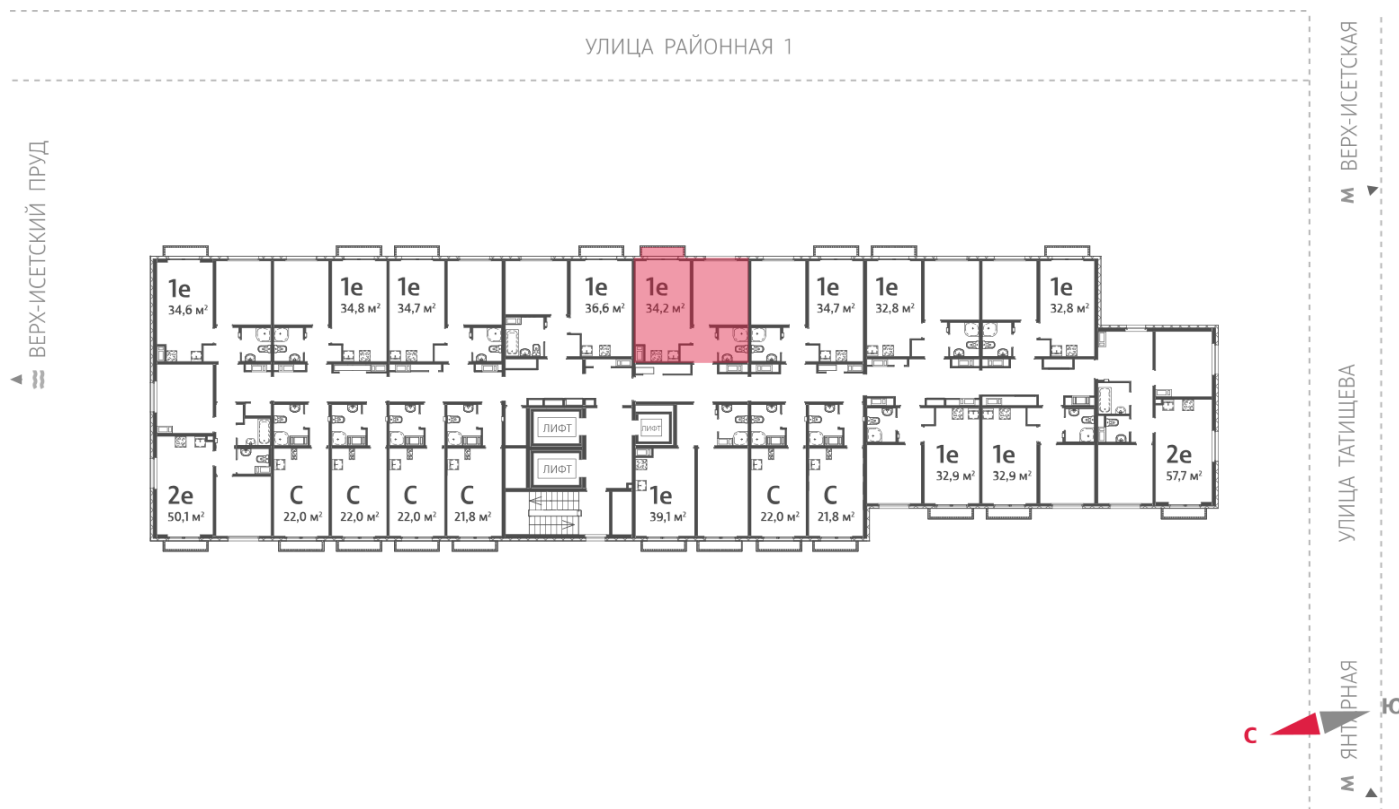 УЛИЦА РАЙОННАЯ 1
ВЕРХ-ИСЕТСКАЯ
М
ВЕРХ-ИСЕТСКИЙ ПРУД
1е
34,6 м²
1е
34,8 м²
1е
34,7 м²
1е
36,6 м²
1е
34,2 м²
1е
34,7 м²
1е
32,8 м²
1е
32,8 м²
УЛИЦА ТАТИЩЕВА
ЛИФТ
ЛИФТ
ЛИФТ
2е
50,1 м²
С
22,0 м²
С
22,0 м²
С
22,0 м²
С
21,8 м²
1е
39,1 м²
С
22,0 м²
С
21,8 м²
1е
32,9 м²
1е
32,9 м²
2е
57,7 м²
ЯНТАРНАЯ
М
С
Ю